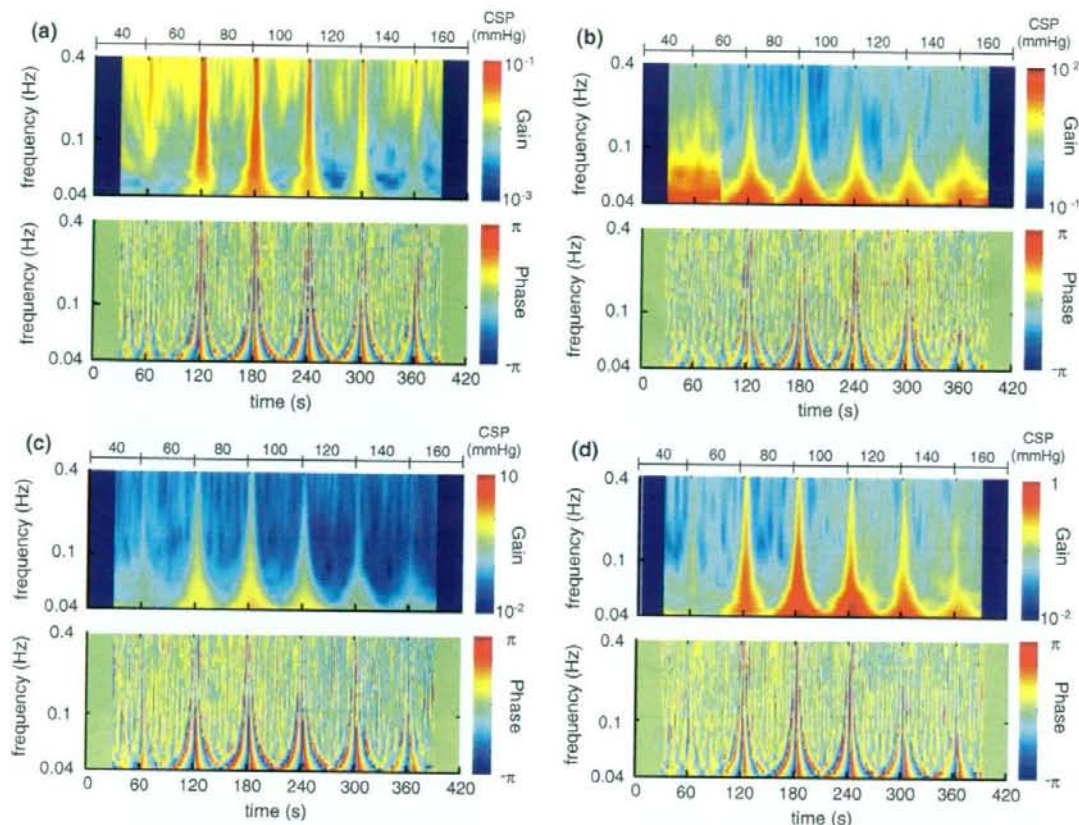 (a)
40 60 80 100 120 140 160
CSP
(mmHg)
frequency (Hz)
0.4
0.1
0.04
10⁻¹
Gain
10⁻³
frequency (Hz)
0.4
0.1
0.04
π
Phase
-π
0 60 120 180 240 300 360 420
time (s)
(b)
40 60 80 100 120 140 160
CSP
(mmHg)
frequency (Hz)
0.4
0.1
0.04
10²
Gain
10⁻¹
frequency (Hz)
0.4
0.1
0.04
π
Phase
-π
0 60 120 180 240 300 360 420
time (s)
(c)
40 60 80 100 120 140 160
CSP
(mmHg)
frequency (Hz)
0.4
0.1
0.04
10
Gain
10⁻²
frequency (Hz)
0.4
0.1
0.04
π
Phase
-π
0 60 120 180 240 300 360 420
time (s)
(d)
40 60 80 100 120 140 160
CSP
(mmHg)
frequency (Hz)
0.4
0.1
0.04
1
Gain
10⁻²
frequency (Hz)
0.4
0.1
0.04
π
Phase
-π
0 60 120 180 240 300 360 420
time (s)